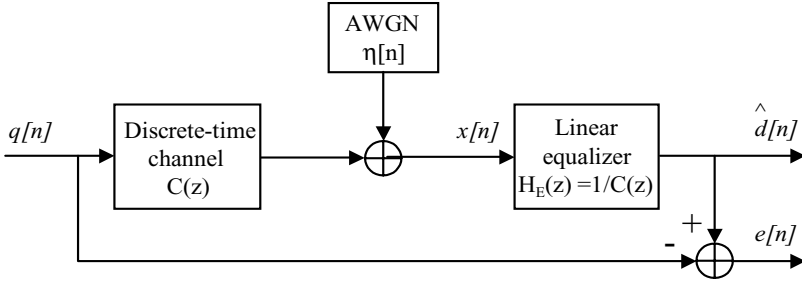 AWGN
η[n]
q[n]
Discrete-time
channel
C(z)
x[n]
Linear
equalizer
H_E(z) =1/C(z)
^
d[n]
+
-
e[n]